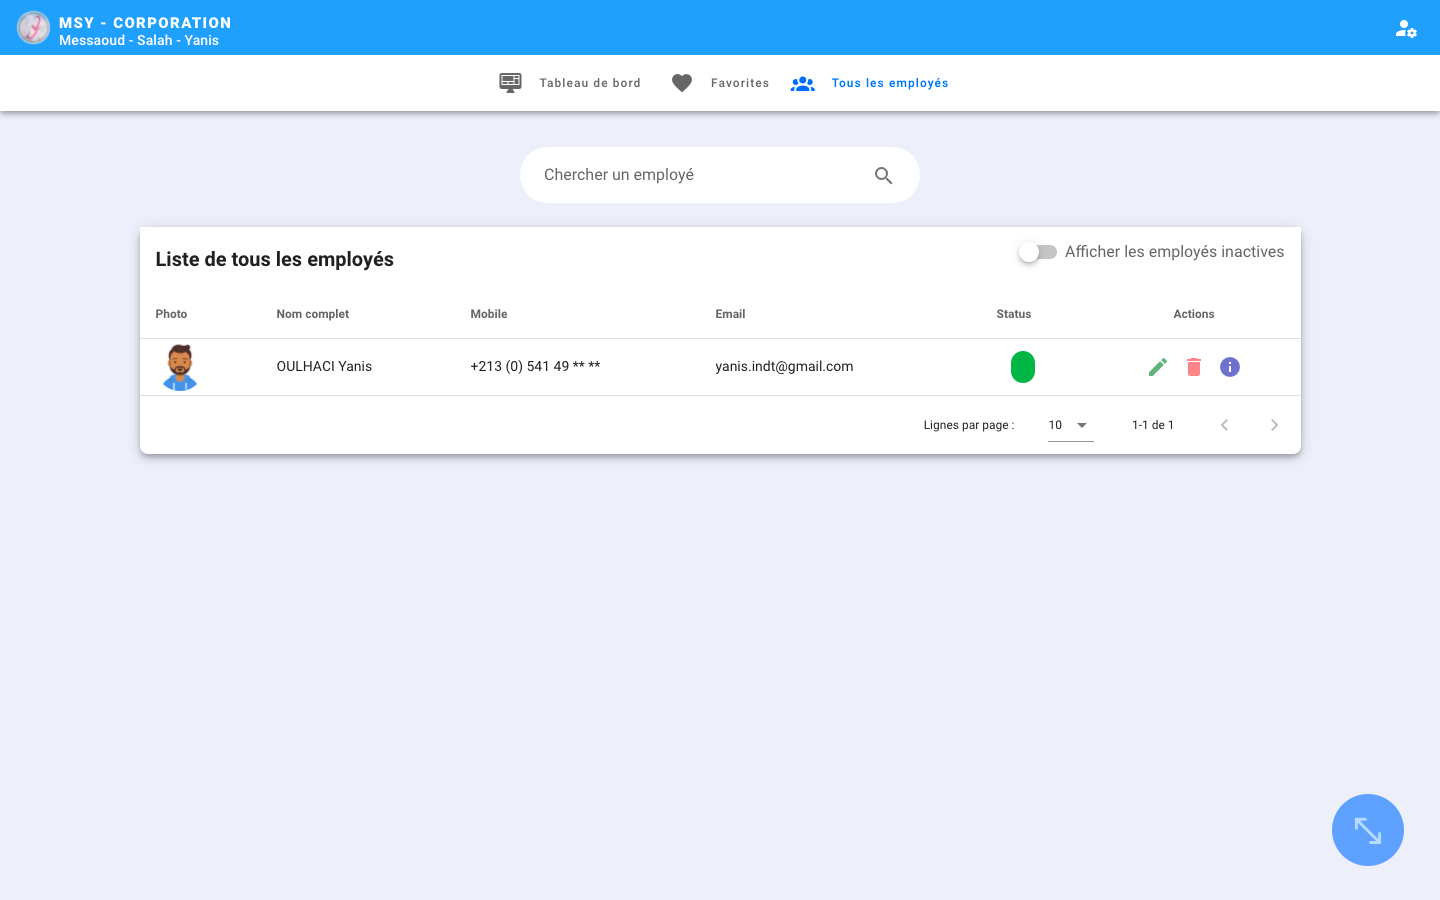 MSY - CORPORATION
Messaoud - Salah - Yanis
Tableau de bord
Favorites
Tous les employés
Chercher un employé
Liste de tous les employés
Afficher les employés inactives
Photo Nom complet Mobile Email Status Actions
OULHACI Yanis +213 (0) 541 49 ** ** yanis.indt@gmail.com
Lignes par page : 10 1-1 de 1